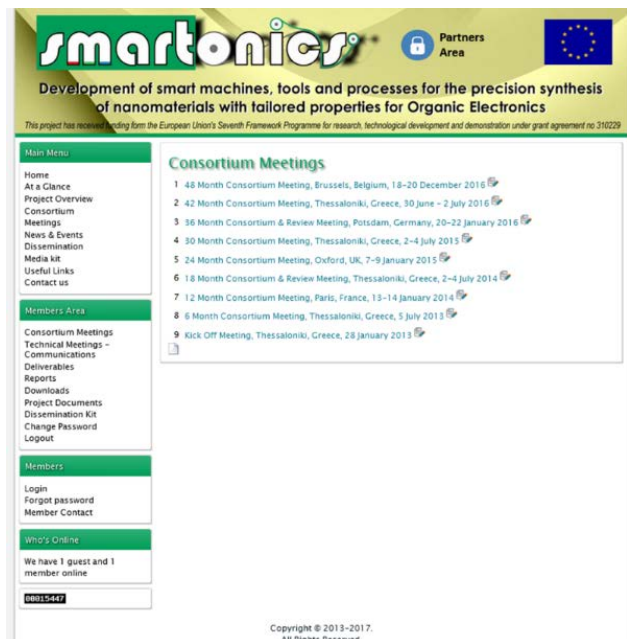 smartonics
Partners
Area
Development of smart machines, tools and processes for the precision synthesis
of nanomaterials with tailored properties for Organic Electronics
This project has received funding form the European Union's Seventh Framework Programme for research, technological development and demonstration under grant agreement no 310229
Main Menu
Home
At a Glance
Project Overview
Consortium
Meetings
News & Events
Dissemination
Media kit
Useful Links
Contact us
Members Area
Consortium Meetings
Technical Meetings –
Communications
Deliverables
Reports
Downloads
Project Documents
Dissemination Kit
Change Password
Logout
Members
Login
Forgot password
Member Contact
Who's Online
We have 1 guest and 1
member online
00015447
Consortium Meetings
1 48 Month Consortium Meeting, Brussels, Belgium, 18-20 December 2016
2 42 Month Consortium Meeting, Thessaloniki, Greece, 30 June - 2 July 2016
3 36 Month Consortium & Review Meeting, Potsdam, Germany, 20-22 January 2016
4 30 Month Consortium Meeting, Thessaloniki, Greece, 2-4 July 2015
5 24 Month Consortium Meeting, Oxford, UK, 7-9 January 2015
6 18 Month Consortium & Review Meeting, Thessaloniki, Greece, 2-4 July 2014
7 12 Month Consortium Meeting, Paris, France, 13-14 January 2014
8 6 Month Consortium Meeting, Thessaloniki, Greece, 5 July 2013
9 Kick Off Meeting, Thessaloniki, Greece, 28 January 2013
Copyright © 2013-2017.
All Rights Reserved